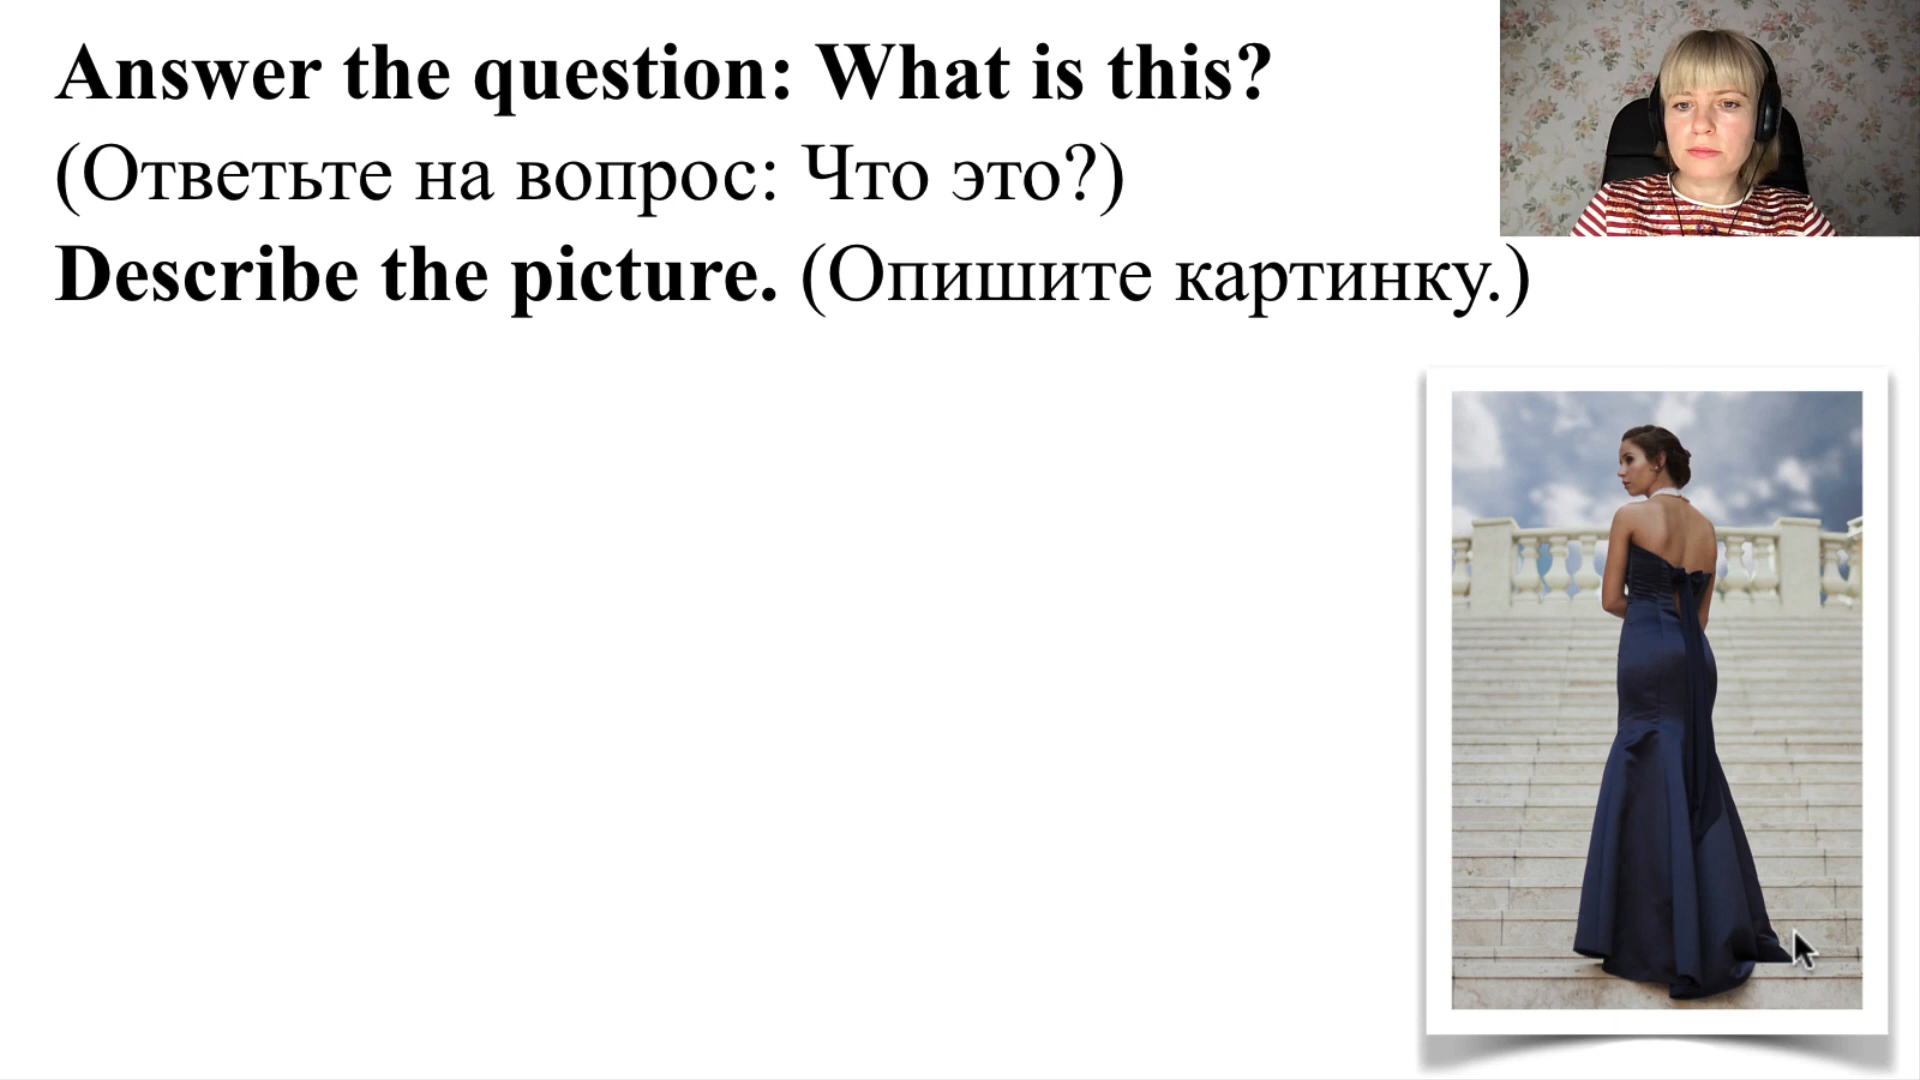 Answer the question: What is this?
(Ответьте на вопрос: Что это?)
Describe the picture. (Опишите картинку.)